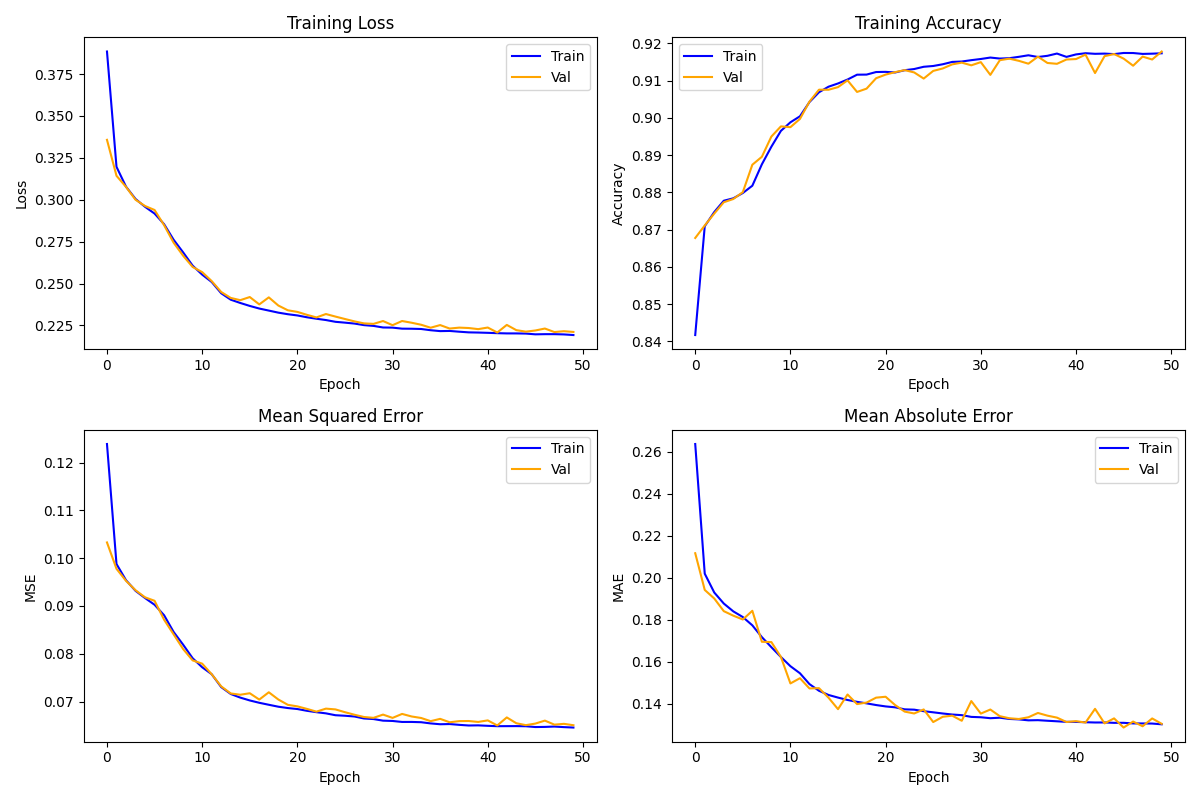 Training Loss
Train
Val
0.375
0.350
0.325
0.300
0.275
0.250
0.225
Loss
0 10 20 30 40 50
Epoch
Training Accuracy
Train
Val
0.92
0.91
0.90
0.89
0.88
0.87
0.86
0.85
0.84
Accuracy
0 10 20 30 40 50
Epoch
Mean Squared Error
Train
Val
0.12
0.11
0.10
0.09
0.08
0.07
MSE
0 10 20 30 40 50
Epoch
Mean Absolute Error
Train
Val
0.26
0.24
0.22
0.20
0.18
0.16
0.14
MAE
0 10 20 30 40 50
Epoch